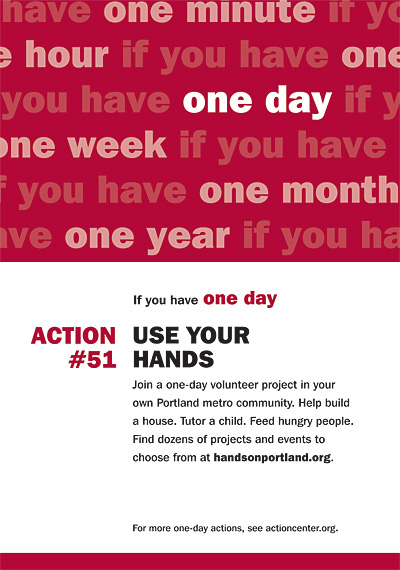 have one minute if you
e hour if you have one
you have one day if y
one week if you have
f you have one month
ave one year if you ha
If you have one day
ACTION #51
USE YOUR HANDS
Join a one-day volunteer project in your
own Portland metro community. Help build
a house. Tutor a child. Feed hungry people.
Find dozens of projects and events to
choose from at handsonportland.org.
For more one-day actions, see actioncenter.org.